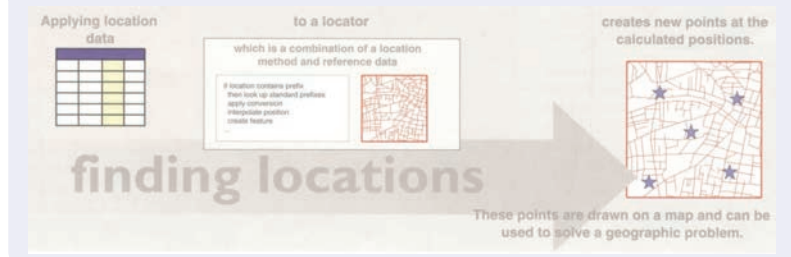 Applying location
data
to a locator
which is a combination of a location
method and reference data
if location contains prefix
then look up standard prefixes
apply conversion
interpolate position
create feature
...
creates new points at the
calculated positions.
finding locations
These points are drawn on a map and can be
used to solve a geographic problem.